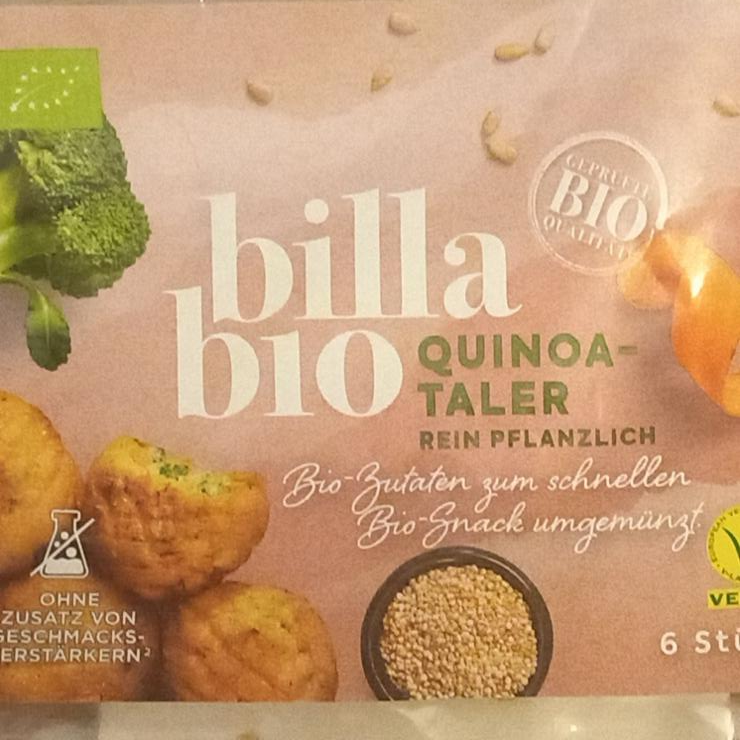 GEPRÜFTE
BIO
QUALITÄT
billa
bio
QUINOA-
TALER
REIN PFLANZLICH
Bio-Zutaten zum schnellen
Bio-Snack umgemünzt.
OHNE
ZUSATZ VON
GESCHMACKS-
ERSTÄRKERN²
6 Stü
VE